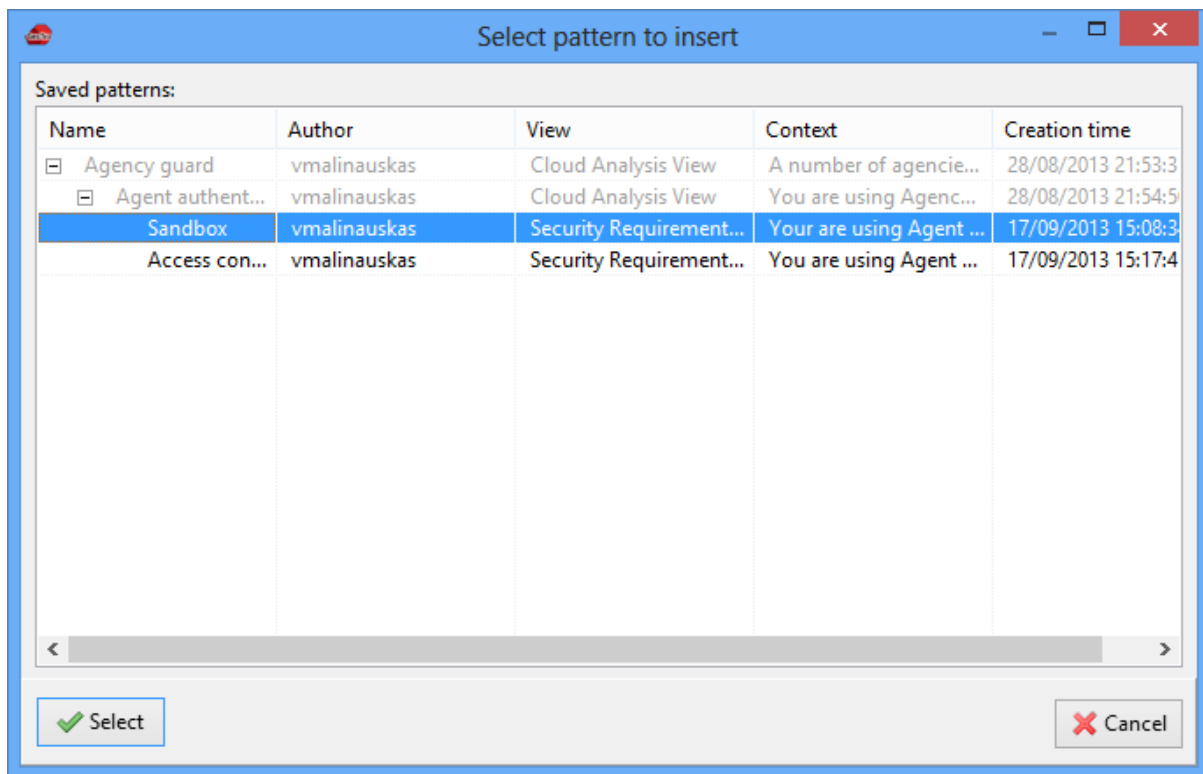 Select pattern to insert
Saved patterns:
Name Author View Context Creation time
Agency guard vmalinauskas Cloud Analysis View A number of agencie... 28/08/2013 21:53:3
Agent authent... vmalinauskas Cloud Analysis View You are using Agenc... 28/08/2013 21:54:5
Sandbox vmalinauskas Security Requirement... Your are using Agent ... 17/09/2013 15:08:3
Access con... vmalinauskas Security Requirement... You are using Agent ... 17/09/2013 15:17:4
Select Cancel